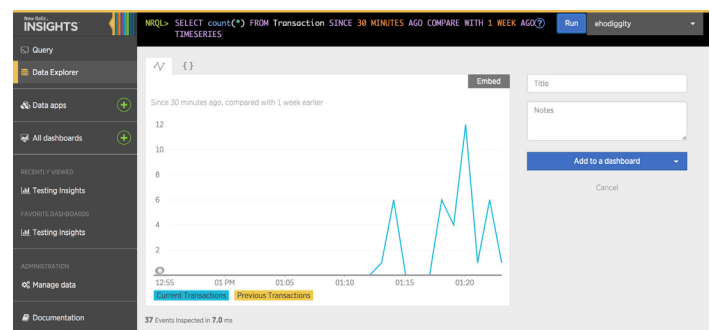 New Relic.
INSIGHTS
NRQL> SELECT count(*) FROM Transaction SINCE 30 MINUTES AGO COMPARE WITH 1 WEEK AGO?
TIMESERIES
Run
ehodiggity
Query
Data Explorer
Data apps
All dashboards
RECENTLY VIEWED
Testing Insights
FAVORITE DASHBOARDS
Testing Insights
ADMINISTRATION
Manage data
Documentation
{}
Embed
Since 30 minutes ago, compared with 1 week earlier
12
10
8
6
4
2
0
12:55 01 PM 01:05 01:10 01:15 01:20
Current Transactions Previous Transactions
37 Events Inspected in 7.0 ms
Title
Notes
Add to a dashboard
Cancel